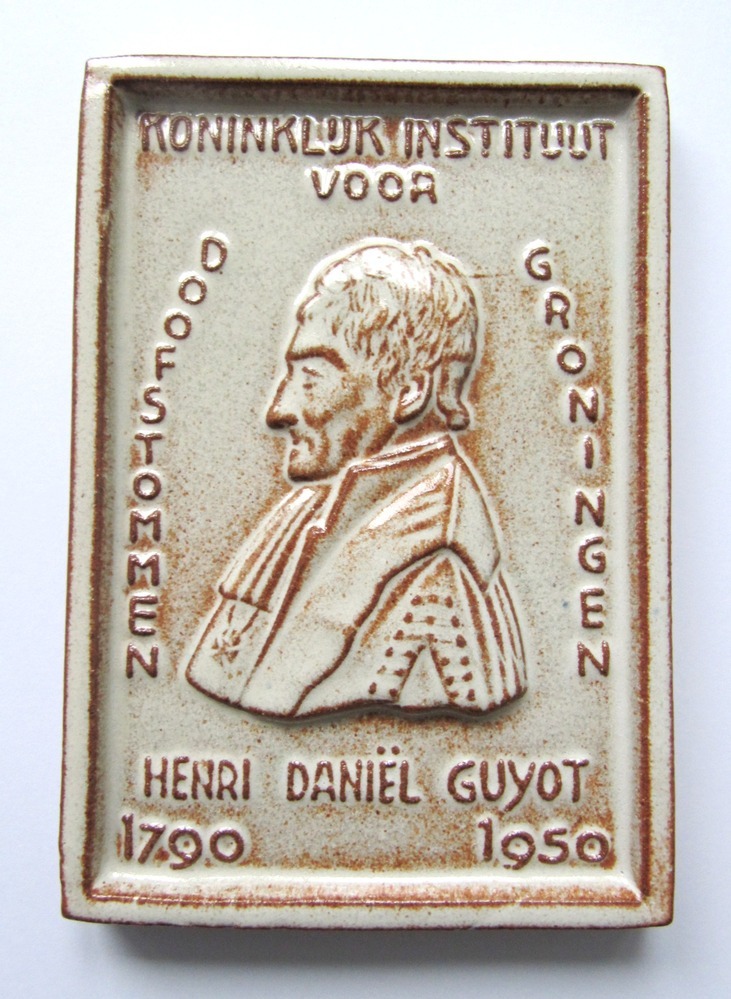 KONINKLIJK INSTITUUT
VOOR
DOOFSTOMMEN
GRONINGEN
HENRI DANIËL GUYOT
1790 1950